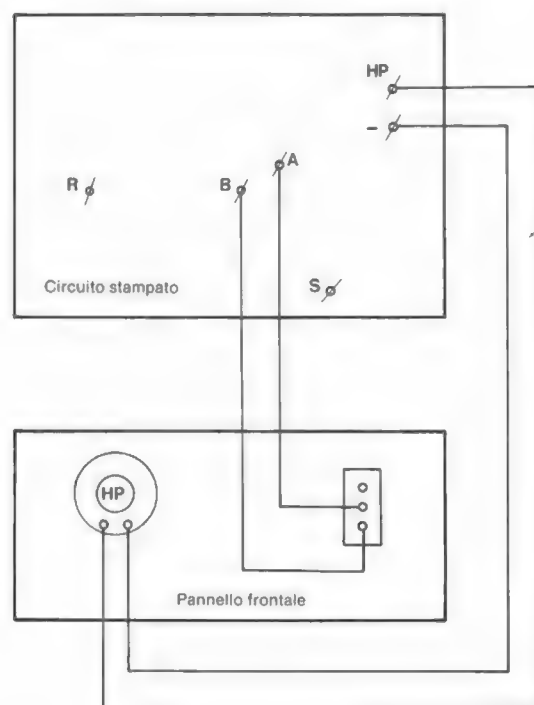 HP
–
A
R
B
S
Circuito stampato
HP
Pannello frontale